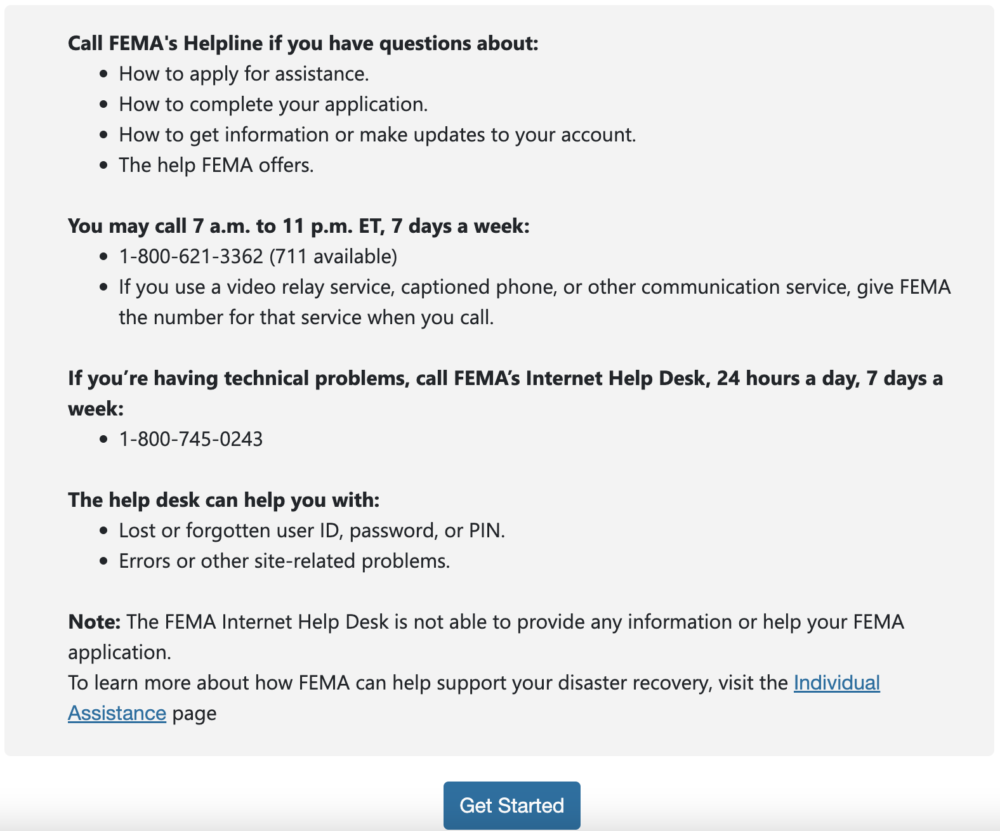 Call FEMA's Helpline if you have questions about:
• How to apply for assistance.
• How to complete your application.
• How to get information or make updates to your account.
• The help FEMA offers.
You may call 7 a.m. to 11 p.m. ET, 7 days a week:
• 1-800-621-3362 (711 available)
• If you use a video relay service, captioned phone, or other communication service, give FEMA
the number for that service when you call.
If you’re having technical problems, call FEMA’s Internet Help Desk, 24 hours a day, 7 days a
week:
• 1-800-745-0243
The help desk can help you with:
• Lost or forgotten user ID, password, or PIN.
• Errors or other site-related problems.
Note: The FEMA Internet Help Desk is not able to provide any information or help your FEMA
application.
To learn more about how FEMA can help support your disaster recovery, visit the Individual
Assistance page
Get Started